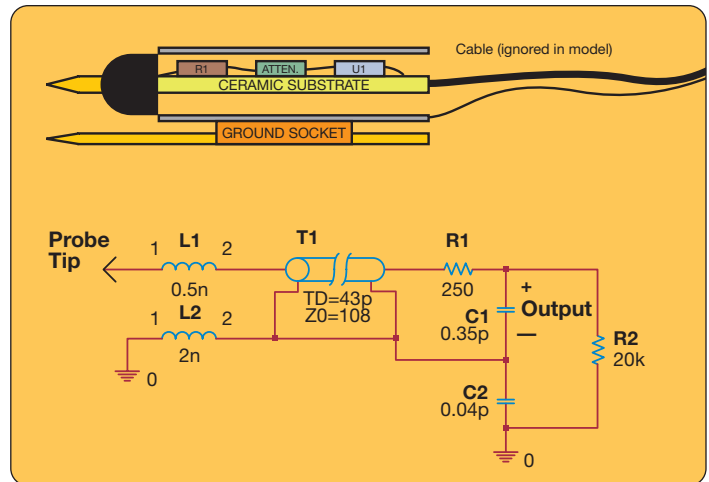 Cable (ignored in model)
R1
ATTEN.
U1
CERAMIC SUBSTRATE
GROUND SOCKET
Probe
Tip
1
L1
2
0.5n
T1
TD=43p
Z0=108
R1
250
1
L2
2
2n
0
+
Output
C1
0.35p
—
R2
20k
C2
0.04p
0